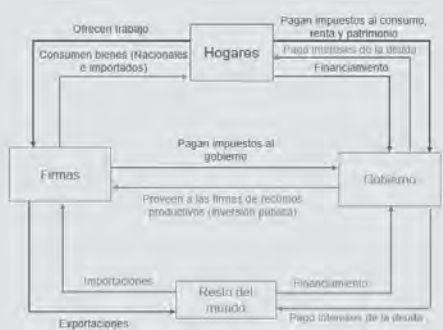 Ofrecen trabajo
Pagan impuestos al consumo,
renta y patrimonio
Hogares
Pago intereses de la deuda
Consumen bienes (Nacionales
e importados)
Financiamiento
Pagan impuestos al
gobierno
Firmas
Gobierno
Proveen a las firmas de recursos
productivos (inversión pública)
Importaciones
Resto del
mundo
Financiamiento
Exportaciones
Pago intereses de la deuda